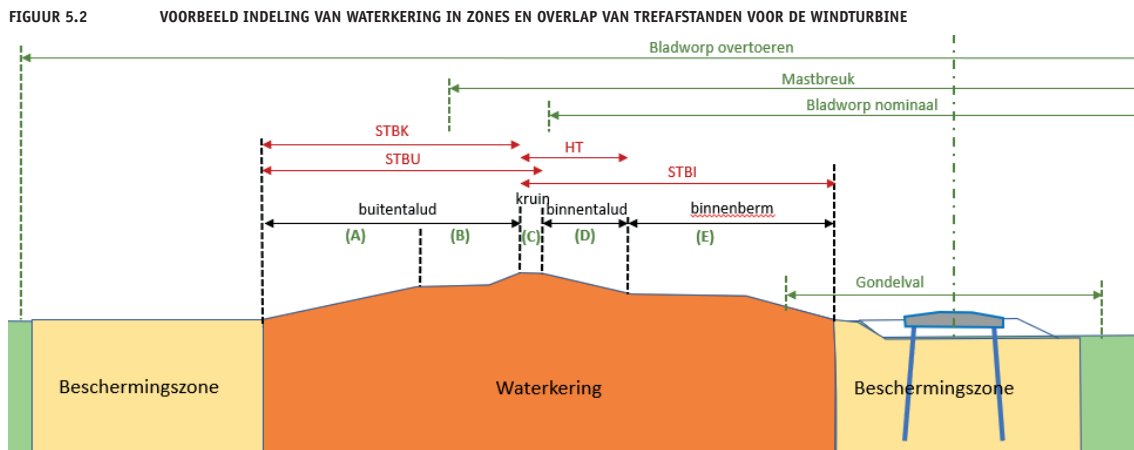 FIGUUR 5.2 VOORBEELD INDELING VAN WATERKERING IN ZONES EN OVERLAP VAN TREFAFSTANDEN VOOR DE WINDTURBINE
Bladworp overtoeren
Mastbreuk
Bladworp nominaal
STBK
HT
STBU
STBI
kruin
buitentalud
binnentalud
binnenberm
(A)
(B)
(C)
(D)
(E)
Gondelval
Beschermingszone
Waterkering
Beschermingszone